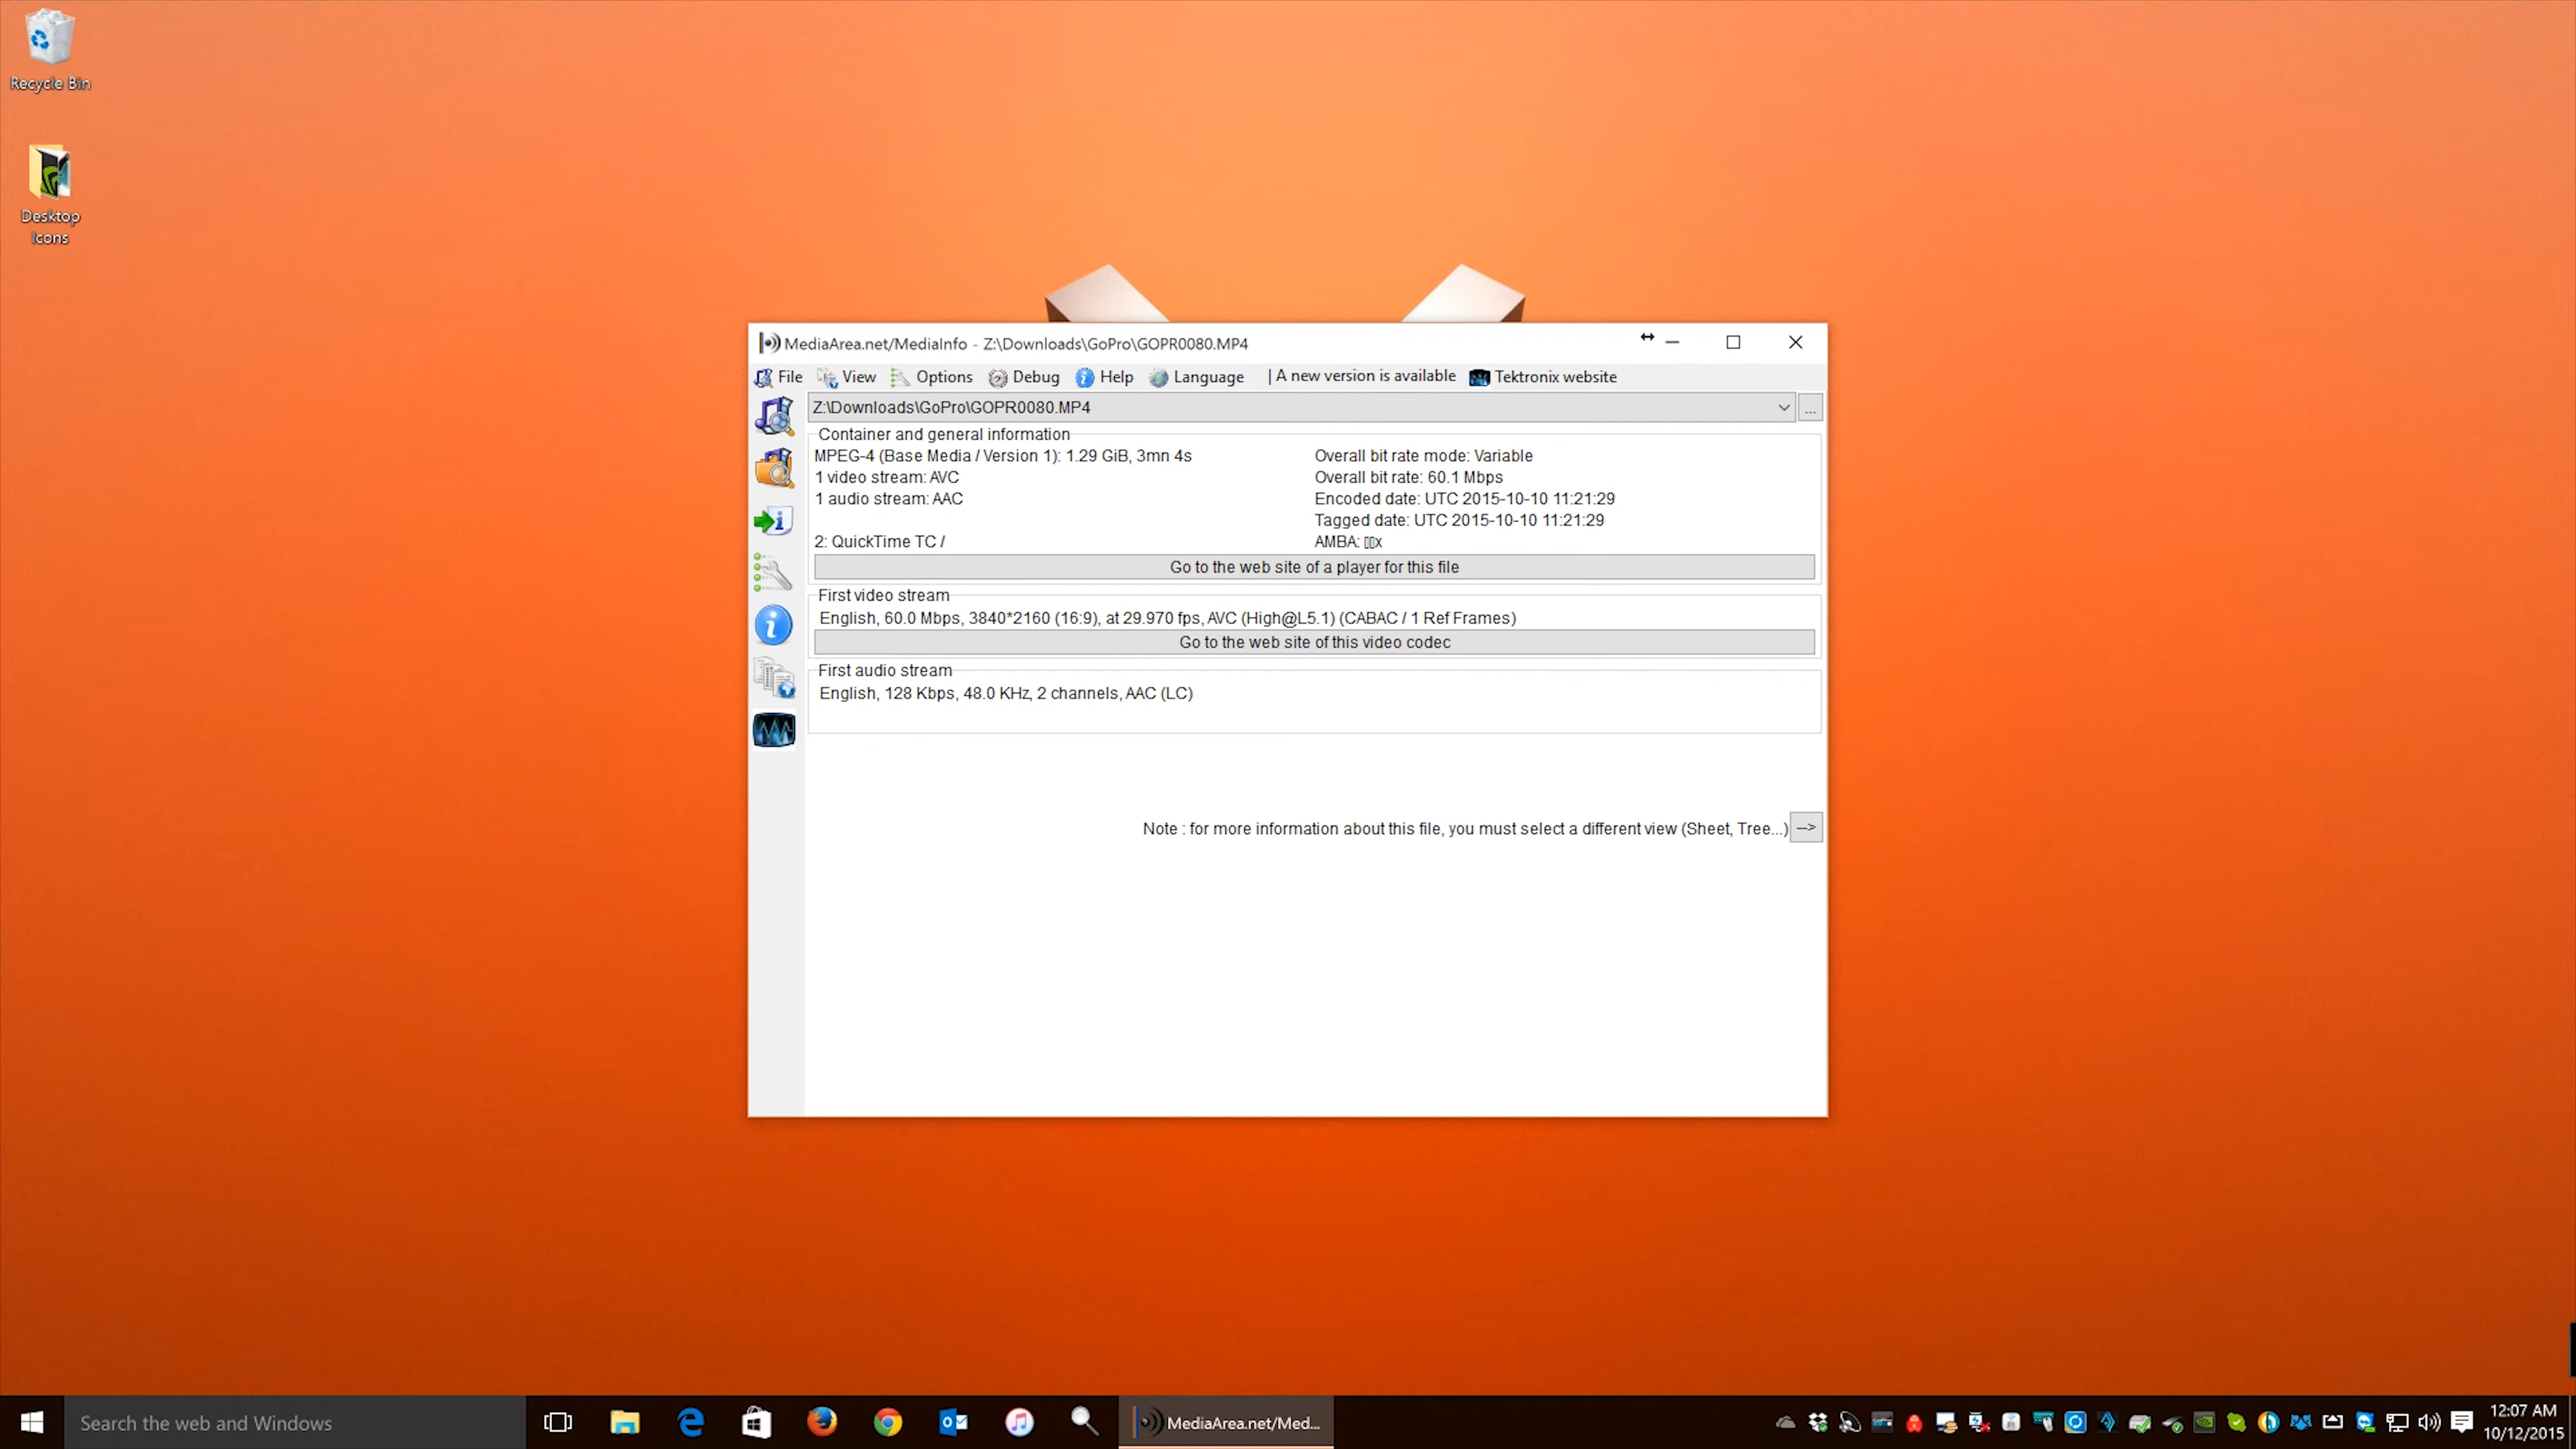 Recycle Bin
Desktop
Icons
MediaArea.net/MediaInfo - Z:\Downloads\GoPro\GOPR0080.MP4
File View Options Debug Help Language | A new version is available Tektronix website
Z:\Downloads\GoPro\GOPR0080.MP4
...
Container and general information
MPEG-4 (Base Media / Version 1): 1.29 GiB, 3mn 4s
1 video stream: AVC
1 audio stream: AAC
2: QuickTime TC /
Overall bit rate mode: Variable
Overall bit rate: 60.1 Mbps
Encoded date: UTC 2015-10-10 11:21:29
Tagged date: UTC 2015-10-10 11:21:29
AMBA: ▯▯x
Go to the web site of a player for this file
First video stream
English, 60.0 Mbps, 3840*2160 (16:9), at 29.970 fps, AVC (High@L5.1) (CABAC / 1 Ref Frames)
Go to the web site of this video codec
First audio stream
English, 128 Kbps, 48.0 KHz, 2 channels, AAC (LC)
Note : for more information about this file, you must select a different view (Sheet, Tree...) -->
Search the web and Windows
MediaArea.net/Med...
12:07 AM
10/12/2015